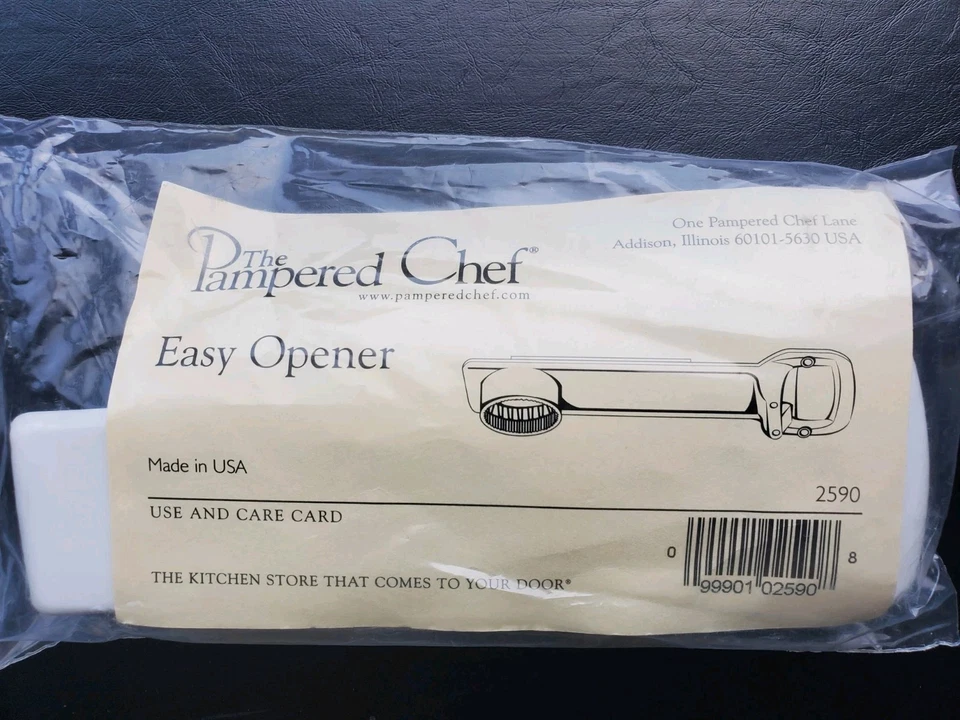 The
Pampered Chef®
www.pamperedchef.com
One Pampered Chef Lane
Addison, Illinois 60101-5630 USA
Easy Opener
Made in USA
2590
USE AND CARE CARD
THE KITCHEN STORE THAT COMES TO YOUR DOOR®
0 99901 02590 8